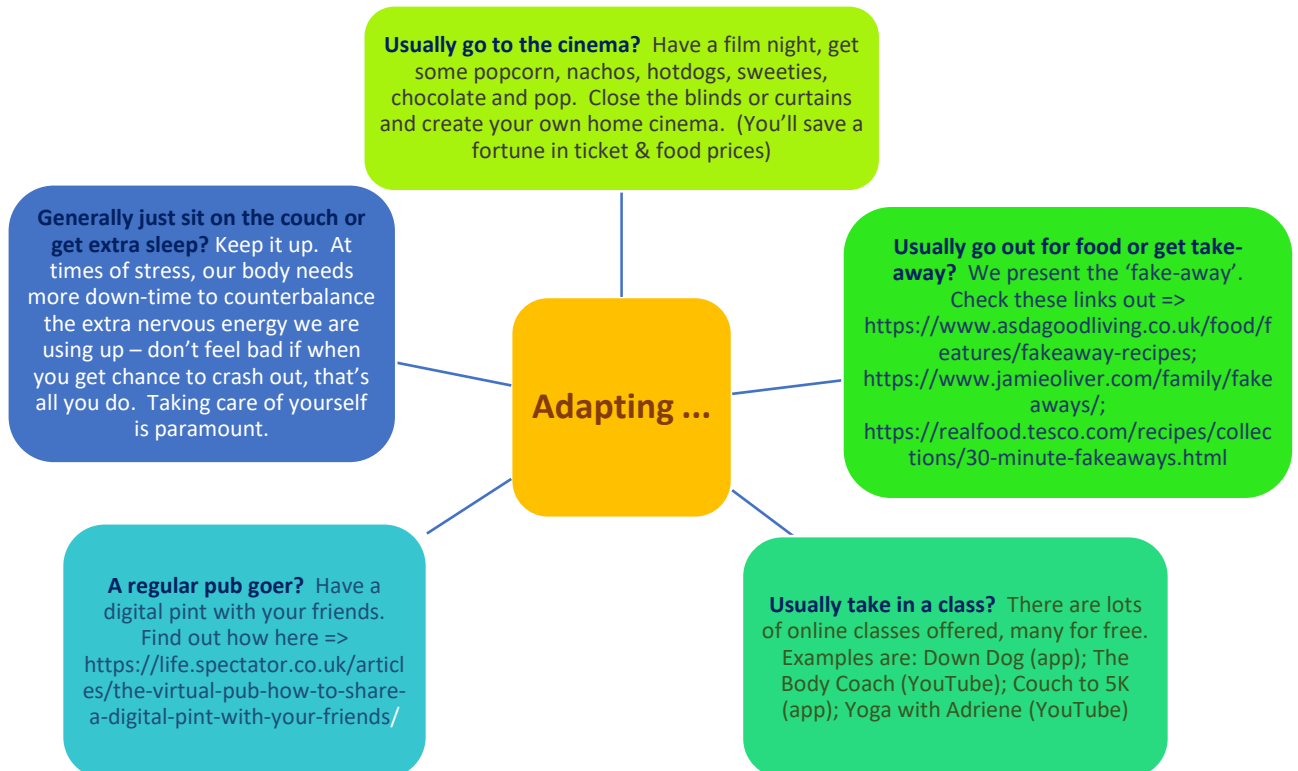 Usually go to the cinema?  Have a film night, get
some popcorn, nachos, hotdogs, sweeties,
chocolate and pop.  Close the blinds or curtains
and create your own home cinema.  (You’ll save a
fortune in ticket & food prices)
Generally just sit on the couch or
get extra sleep? Keep it up.  At
times of stress, our body needs
more down-time to counterbalance
the extra nervous energy we are
using up – don’t feel bad if when
you get chance to crash out, that’s
all you do.  Taking care of yourself
is paramount.
Usually go out for food or get take-
away?  We present the ‘fake-away’.
Check these links out =>
https://www.asdagoodliving.co.uk/food/f
eatures/fakeaway-recipes;
https://www.jamieoliver.com/family/fake
aways/;
https://realfood.tesco.com/recipes/collec
tions/30-minute-fakeaways.html
Adapting ...
A regular pub goer?  Have a
digital pint with your friends.
Find out how here =>
https://life.spectator.co.uk/articl
es/the-virtual-pub-how-to-share-
a-digital-pint-with-your-friends/
Usually take in a class?  There are lots
of online classes offered, many for free.
Examples are: Down Dog (app); The
Body Coach (YouTube); Couch to 5K
(app); Yoga with Adriene (YouTube)